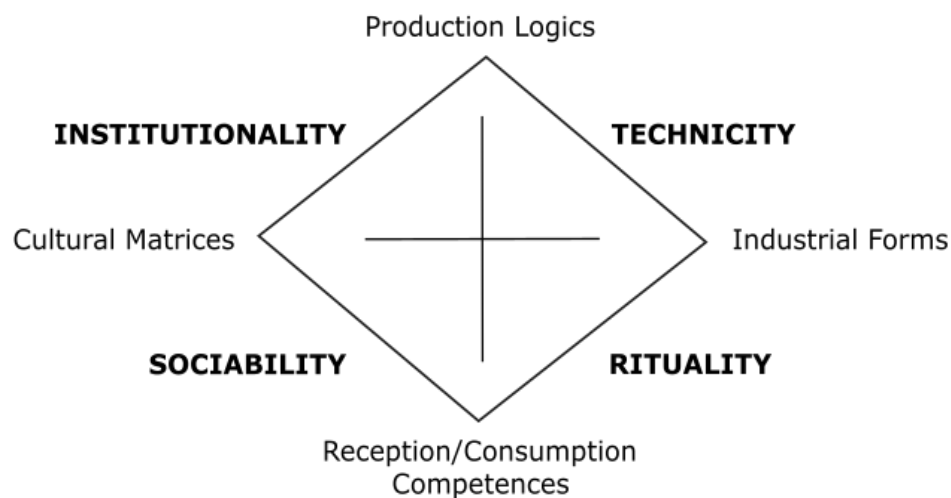 Production Logics
INSTITUTIONALITY
TECHNICITY
Cultural Matrices
Industrial Forms
SOCIABILITY
RITUALITY
Reception/Consumption
Competences